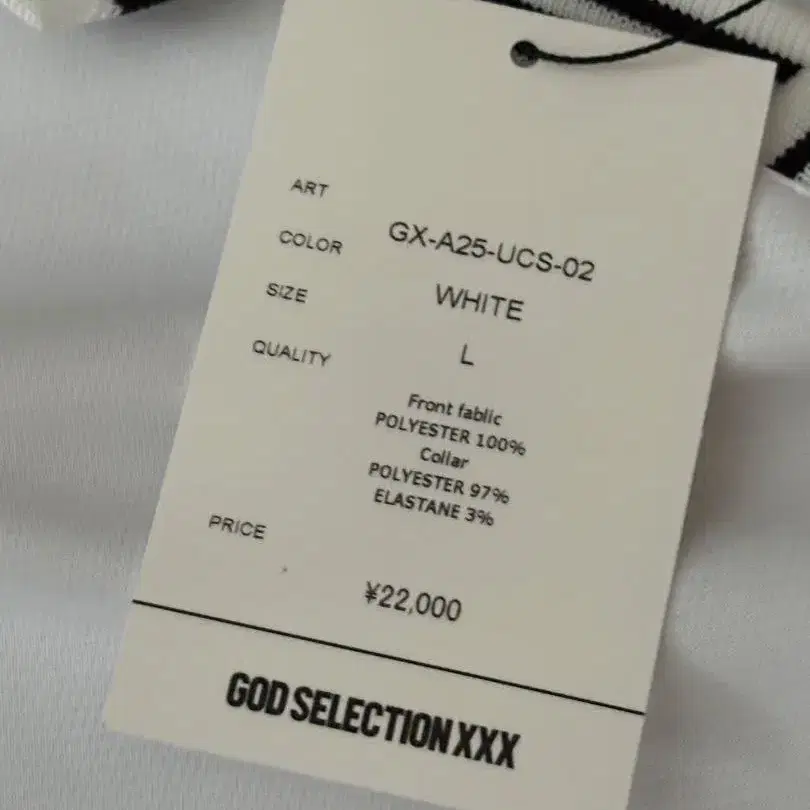 ART GX-A25-UCS-02
COLOR WHITE
SIZE L
QUALITY
Front fablic
POLYESTER 100%
Collar
POLYESTER 97%
ELASTANE 3%
PRICE
¥22,000
GOD SELECTION XXX